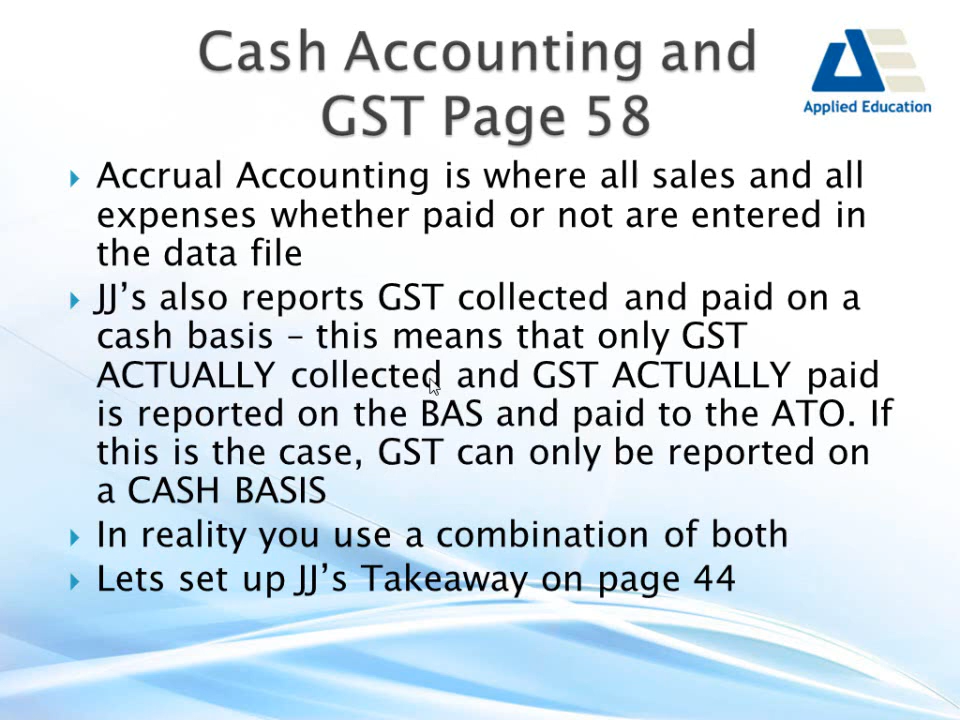 Cash Accounting and
GST Page 58
Applied Education
Accrual Accounting is where all sales and all
expenses whether paid or not are entered in
the data file
JJ’s also reports GST collected and paid on a
cash basis – this means that only GST
ACTUALLY collected and GST ACTUALLY paid
is reported on the BAS and paid to the ATO. If
this is the case, GST can only be reported on
a CASH BASIS
In reality you use a combination of both
Lets set up JJ’s Takeaway on page 44